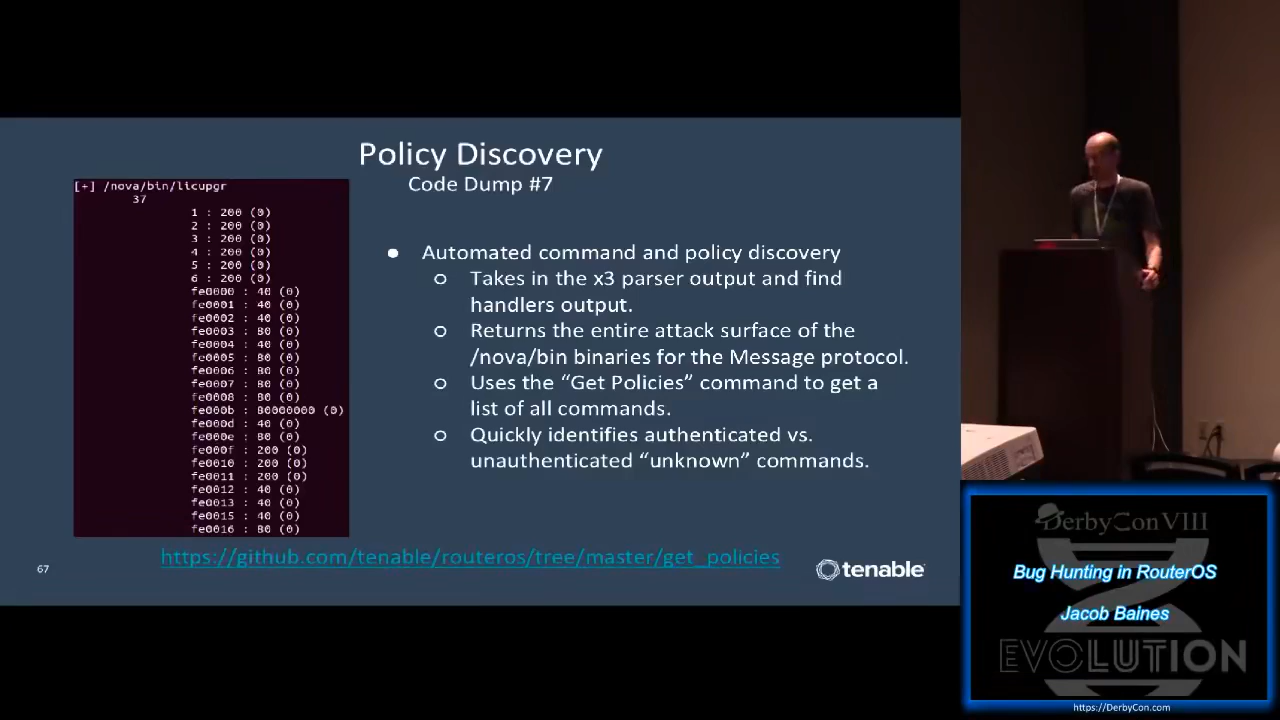 Policy Discovery
Code Dump #7
[+] /nova/bin/licupgr
37
1 : 200 (0)
2 : 200 (0)
3 : 200 (0)
4 : 200 (0)
5 : 200 (0)
6 : 200 (0)
fe0000 : 40 (0)
fe0001 : 40 (0)
fe0002 : 40 (0)
fe0003 : 80 (0)
fe0004 : 40 (0)
fe0005 : 80 (0)
fe0006 : 80 (0)
fe0007 : 80 (0)
fe0008 : 80 (0)
fe000b : 80000000 (0)
fe000d : 40 (0)
fe000e : 80 (0)
fe000f : 200 (0)
fe0010 : 200 (0)
fe0011 : 200 (0)
fe0012 : 40 (0)
fe0013 : 40 (0)
fe0015 : 40 (0)
fe0016 : 80 (0)
● Automated command and policy discovery
○ Takes in the x3 parser output and find
handlers output.
○ Returns the entire attack surface of the
/nova/bin binaries for the Message protocol.
○ Uses the “Get Policies” command to get a
list of all commands.
○ Quickly identifies authenticated vs.
unauthenticated “unknown” commands.
https://github.com/tenable/routeros/tree/master/get_policies
67
tenable
DerbyCon VIII
Bug Hunting in RouterOS
Jacob Baines
EVOLUTION
https://DerbyCon.com